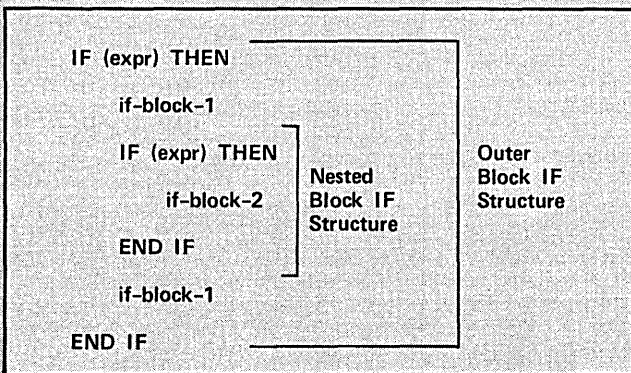 IF (expr) THEN
if-block-1
IF (expr) THEN
if-block-2
END IF
if-block-1
END IF
Nested
Block IF
Structure
Outer
Block IF
Structure